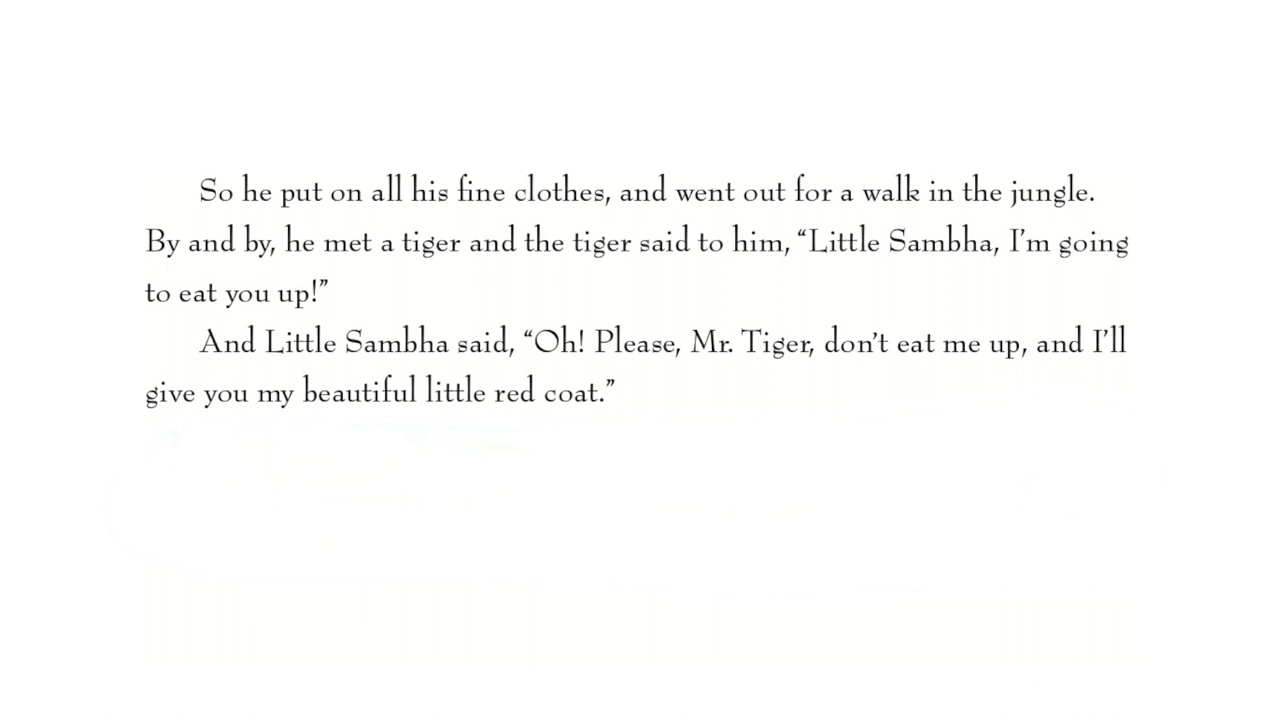 So he put on all his fine clothes, and went out for a walk in the jungle.
By and by, he met a tiger and the tiger said to him, “Little Sambha, I’m going
to eat you up!”
And Little Sambha said, “Oh! Please, Mr. Tiger, don’t eat me up, and I’ll
give you my beautiful little red coat.”